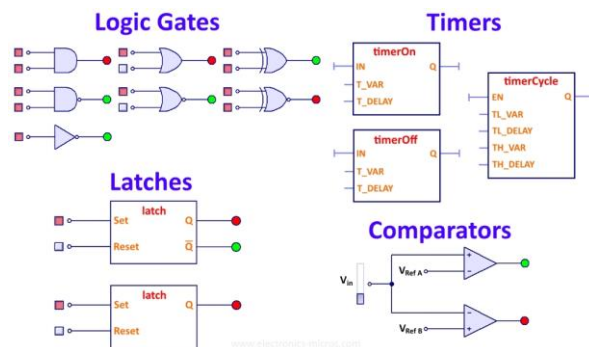 Logic Gates
Timers
timerOn
IN Q
T_VAR
T_DELAY
timerCycle
EN Q
TL_VAR
TL_DELAY
TH_VAR
TH_DELAY
timerOff
IN Q
T_VAR
T_DELAY
Latches
latch
Set Q
Reset Q̅
latch
Set Q
Reset
Comparators
Vin
VRef A
+
−
VRef B
−
+